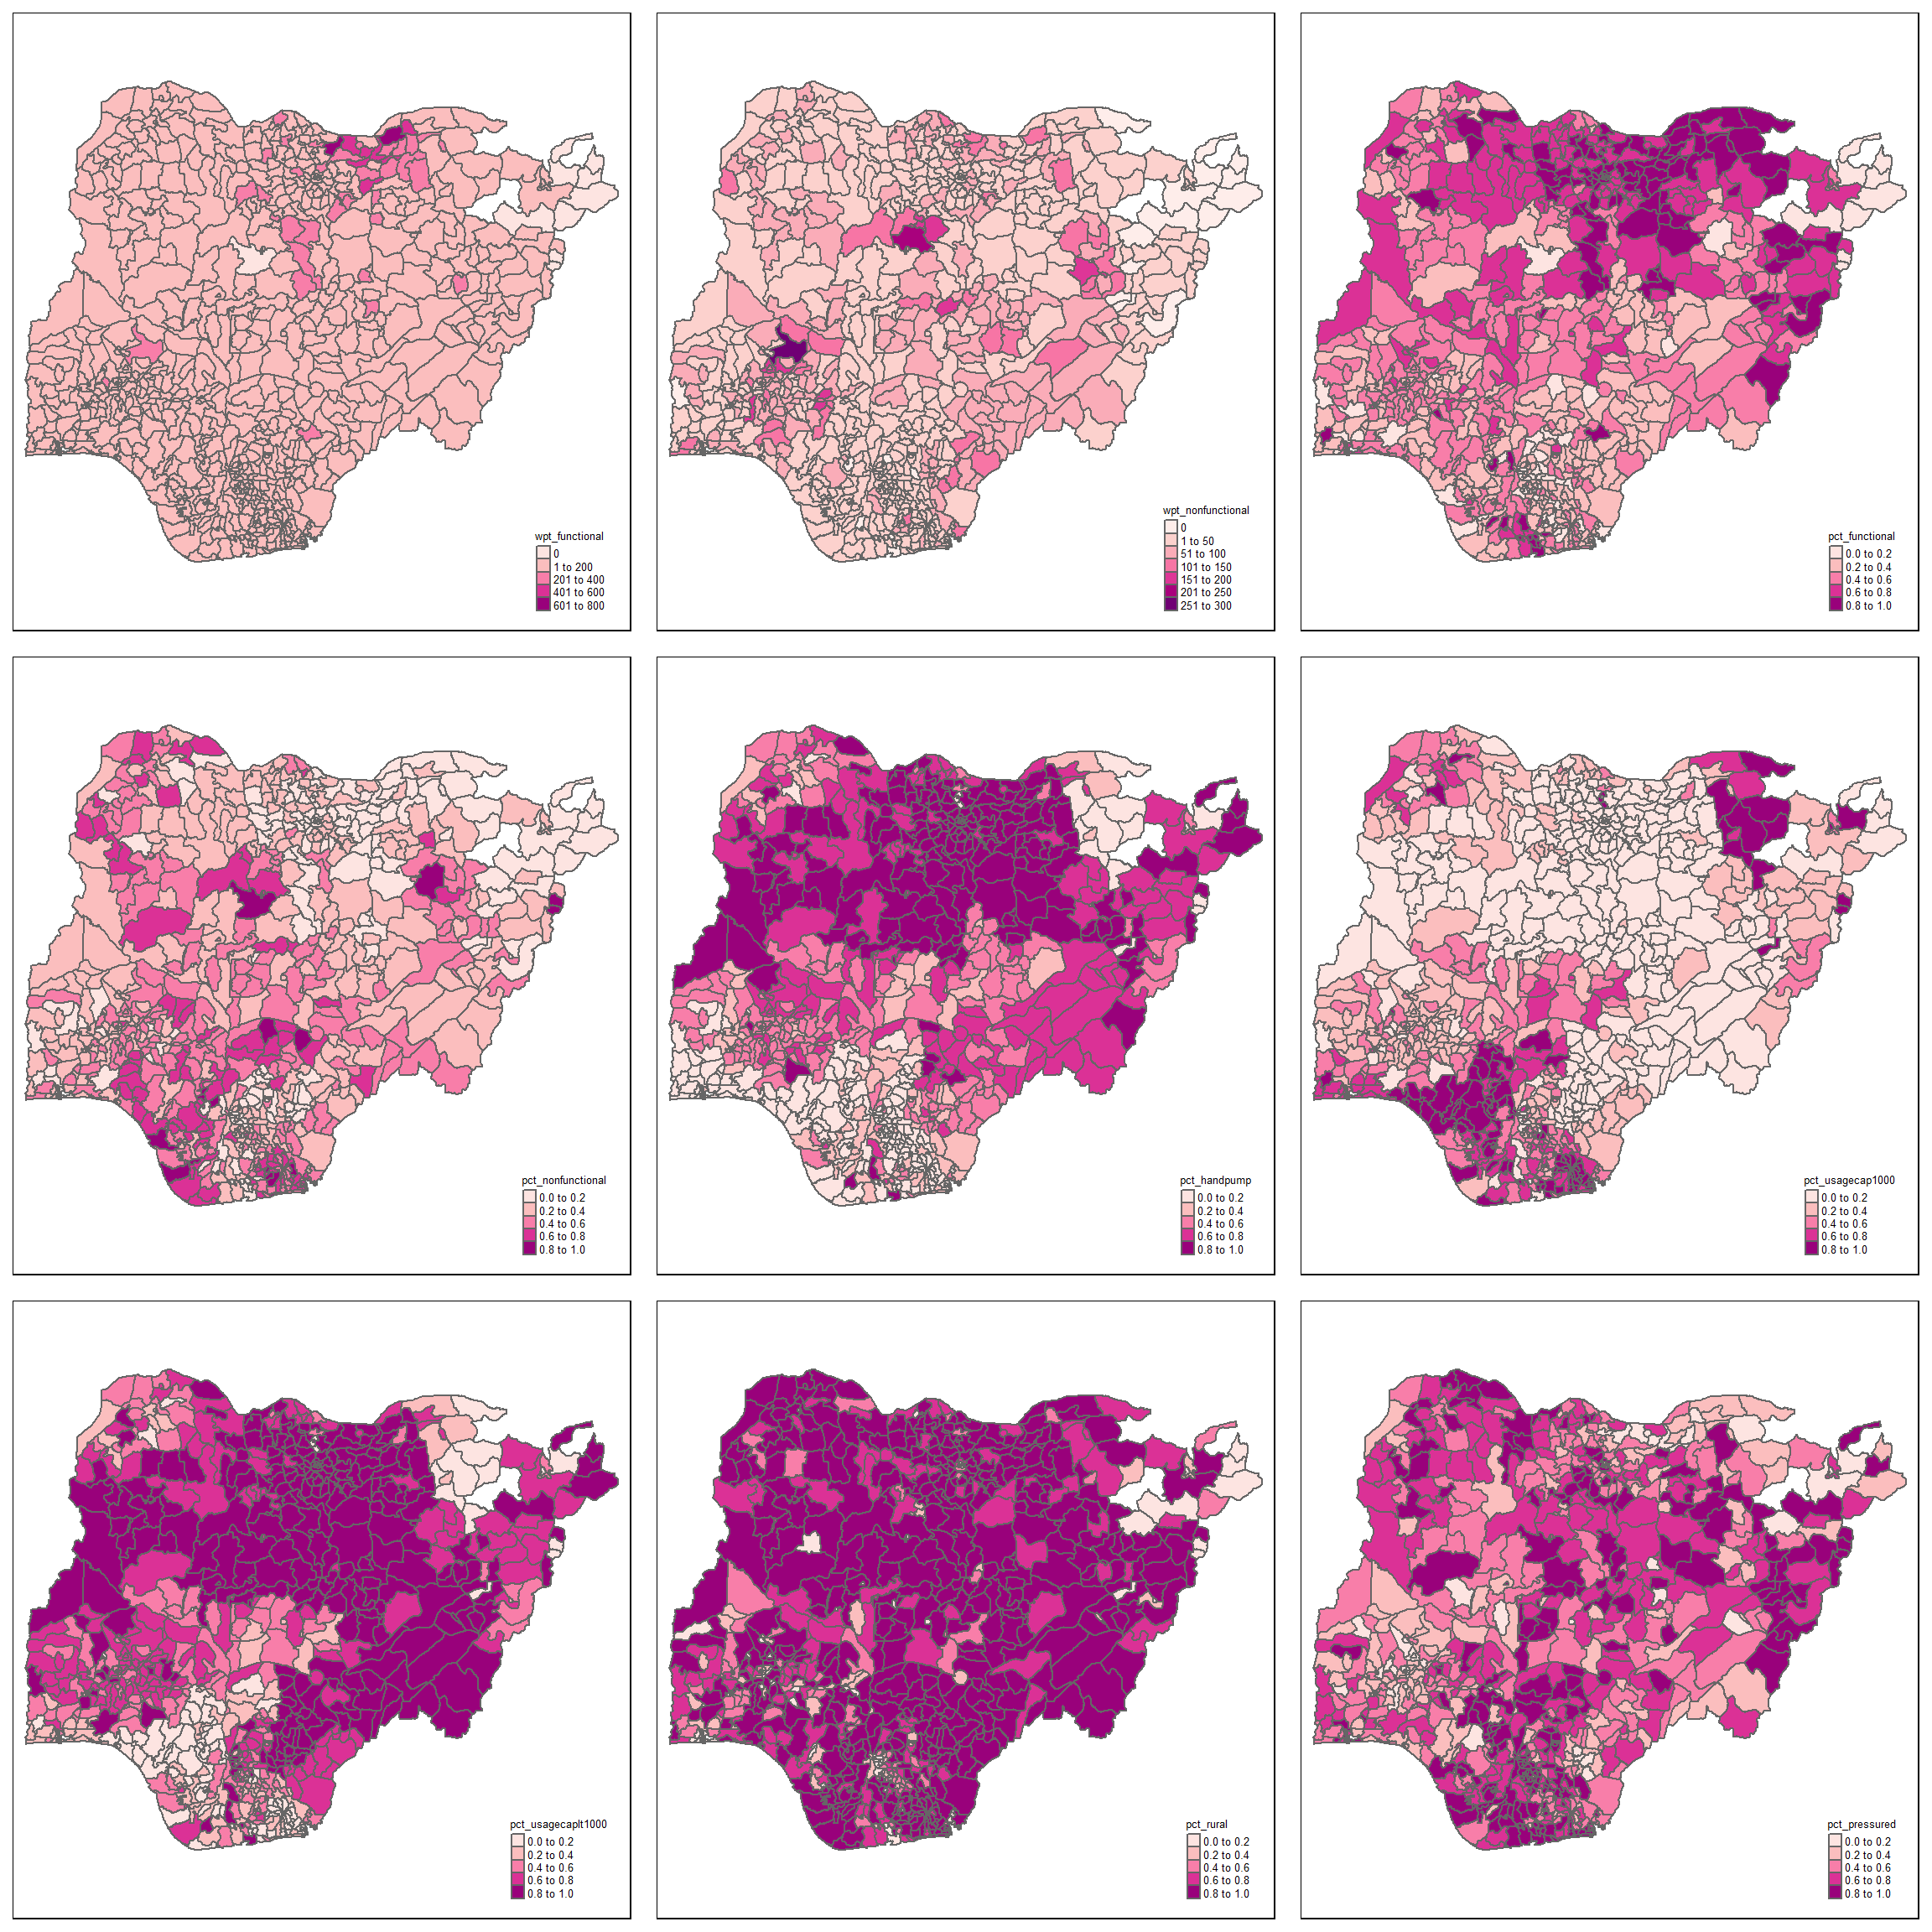 wpt_functional
0
1 to 200
201 to 400
401 to 600
601 to 800
wpt_nonfunctional
0
1 to 50
51 to 100
101 to 150
151 to 200
201 to 250
251 to 300
pct_functional
0.0 to 0.2
0.2 to 0.4
0.4 to 0.6
0.6 to 0.8
0.8 to 1.0
pct_nonfunctional
0.0 to 0.2
0.2 to 0.4
0.4 to 0.6
0.6 to 0.8
0.8 to 1.0
pct_handpump
0.0 to 0.2
0.2 to 0.4
0.4 to 0.6
0.6 to 0.8
0.8 to 1.0
pct_usagecap1000
0.0 to 0.2
0.2 to 0.4
0.4 to 0.6
0.6 to 0.8
0.8 to 1.0
pct_usagecaplt1000
0.0 to 0.2
0.2 to 0.4
0.4 to 0.6
0.6 to 0.8
0.8 to 1.0
pct_rural
0.0 to 0.2
0.2 to 0.4
0.4 to 0.6
0.6 to 0.8
0.8 to 1.0
pct_pressured
0.0 to 0.2
0.2 to 0.4
0.4 to 0.6
0.6 to 0.8
0.8 to 1.0